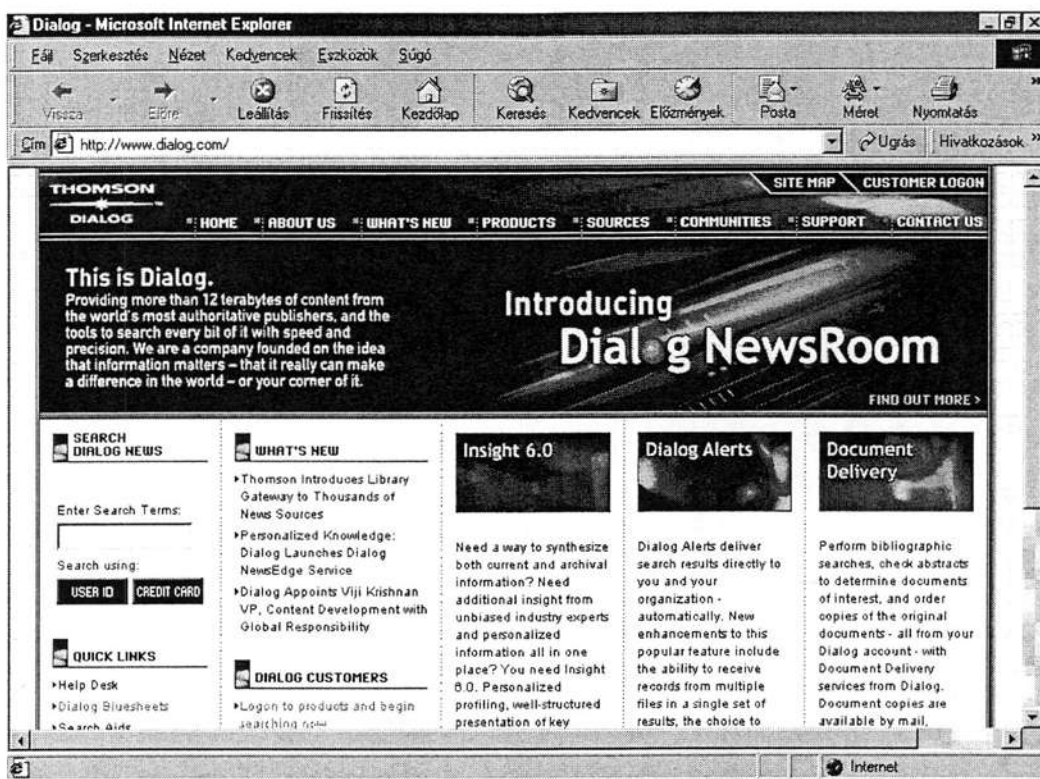 Dialog - Microsoft Internet Explorer
Fájl Szerkesztés Nézet Kedvencek Eszközök Súgó
Vissza Előre Leállítás Frissítés Kezdőlap Keresés Kedvencek Előzmények Posta Méret Nyomtatás »
Cím http://www.dialog.com/ Ugrás Hivatkozások »
SITE MAP CUSTOMER LOGON
THOMSON
DIALOG
HOME ABOUT US WHAT'S NEW PRODUCTS SOURCES COMMUNITIES SUPPORT CONTACT US
This is Dialog.
Providing more than 12 terabytes of content from
the world's most authoritative publishers, and the
tools to search every bit of it with speed and
precision. We are a company founded on the idea
that information matters – that it really can make
a difference in the world – or your corner of it.
Introducing
Dialog NewsRoom
FIND OUT MORE >
SEARCH
DIALOG NEWS
Enter Search Terms:
Search using:
USER ID CREDIT CARD
QUICK LINKS
Help Desk
Dialog Bluesheets
Search Aids
WHAT'S NEW
Thomson Introduces Library
Gateway to Thousands of
News Sources
Personalized Knowledge:
Dialog Launches Dialog
NewsEdge Service
Dialog Appoints Viji Krishnan
VP, Content Development with
Global Responsibility
DIALOG CUSTOMERS
Logon to products and begin
searching now
Insight 6.0
Need a way to synthesize
both current and archival
information? Need
additional insight from
unbiased industry experts
and personalized
information all in one
place? You need Insight
6.0. Personalized
profiling, well-structured
presentation of key
Dialog Alerts
Dialog Alerts deliver
search results directly to
you and your
organization -
automatically. New
enhancements to this
popular feature include
the ability to receive
records from multiple
files in a single set of
results, the choice to
Document
Delivery
Perform bibliographic
searches, check abstracts
to determine documents
of interest, and order
copies of the original
documents - all from your
Dialog account - with
Document Delivery
services from Dialog.
Document copies are
available by mail,
Internet